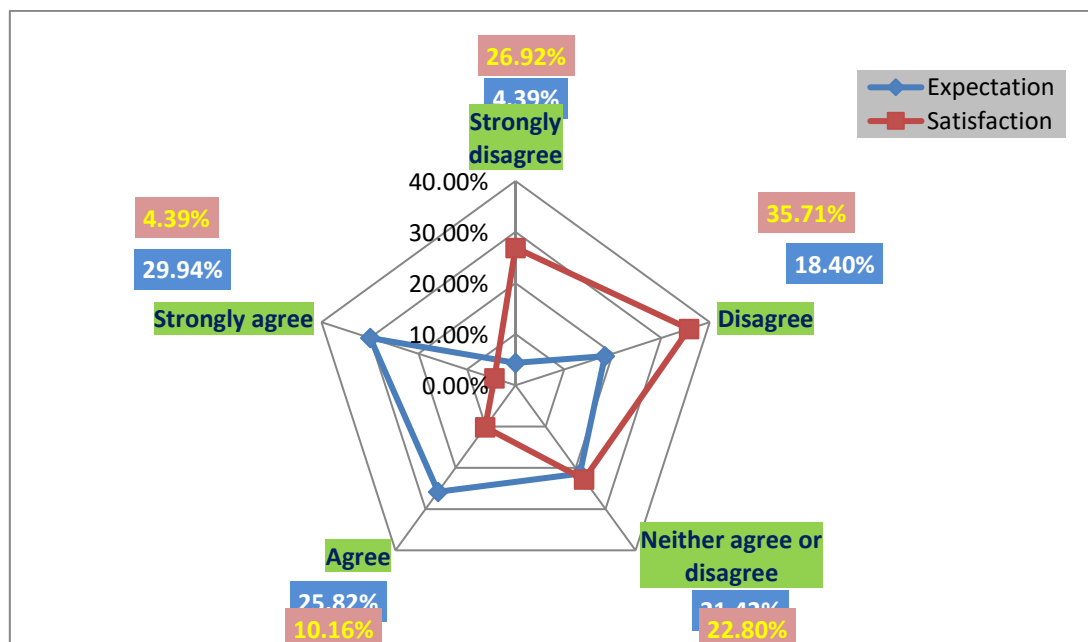 26.92%
4.39%
Strongly
disagree
Expectation
Satisfaction
40.00%
30.00%
20.00%
10.00%
0.00%
4.39%
29.94%
Strongly agree
35.71%
18.40%
Disagree
Agree
25.82%
10.16%
Neither agree or
disagree
21.42%
22.80%